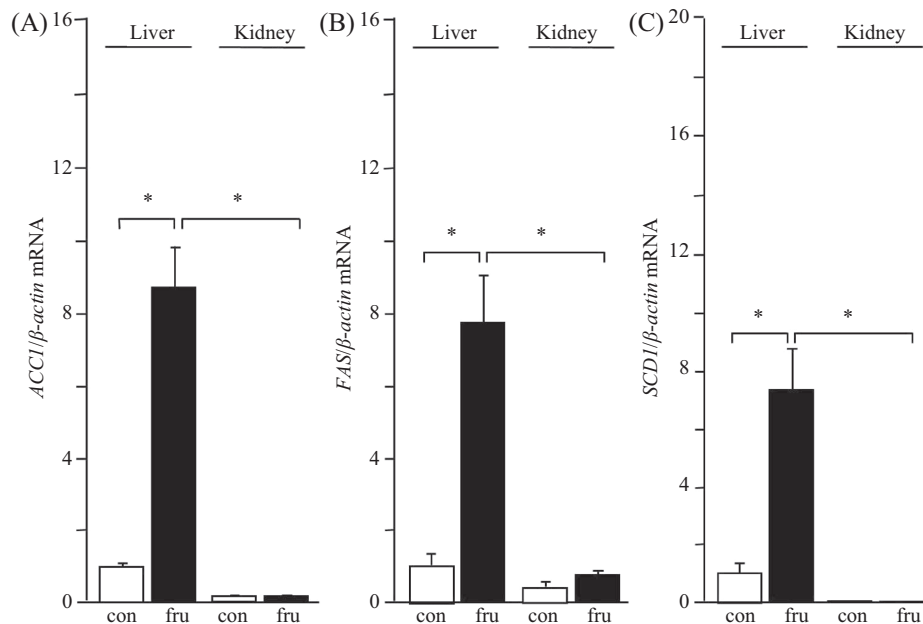 (A)
16
Liver Kidney
12
8
4
0
ACC1/β-actin mRNA
* *
con fru con fru
(B)
16
Liver Kidney
12
8
4
0
FAS/β-actin mRNA
* *
con fru con fru
(C)
20
Liver Kidney
16
12
8
4
0
SCD1/β-actin mRNA
* *
con fru con fru